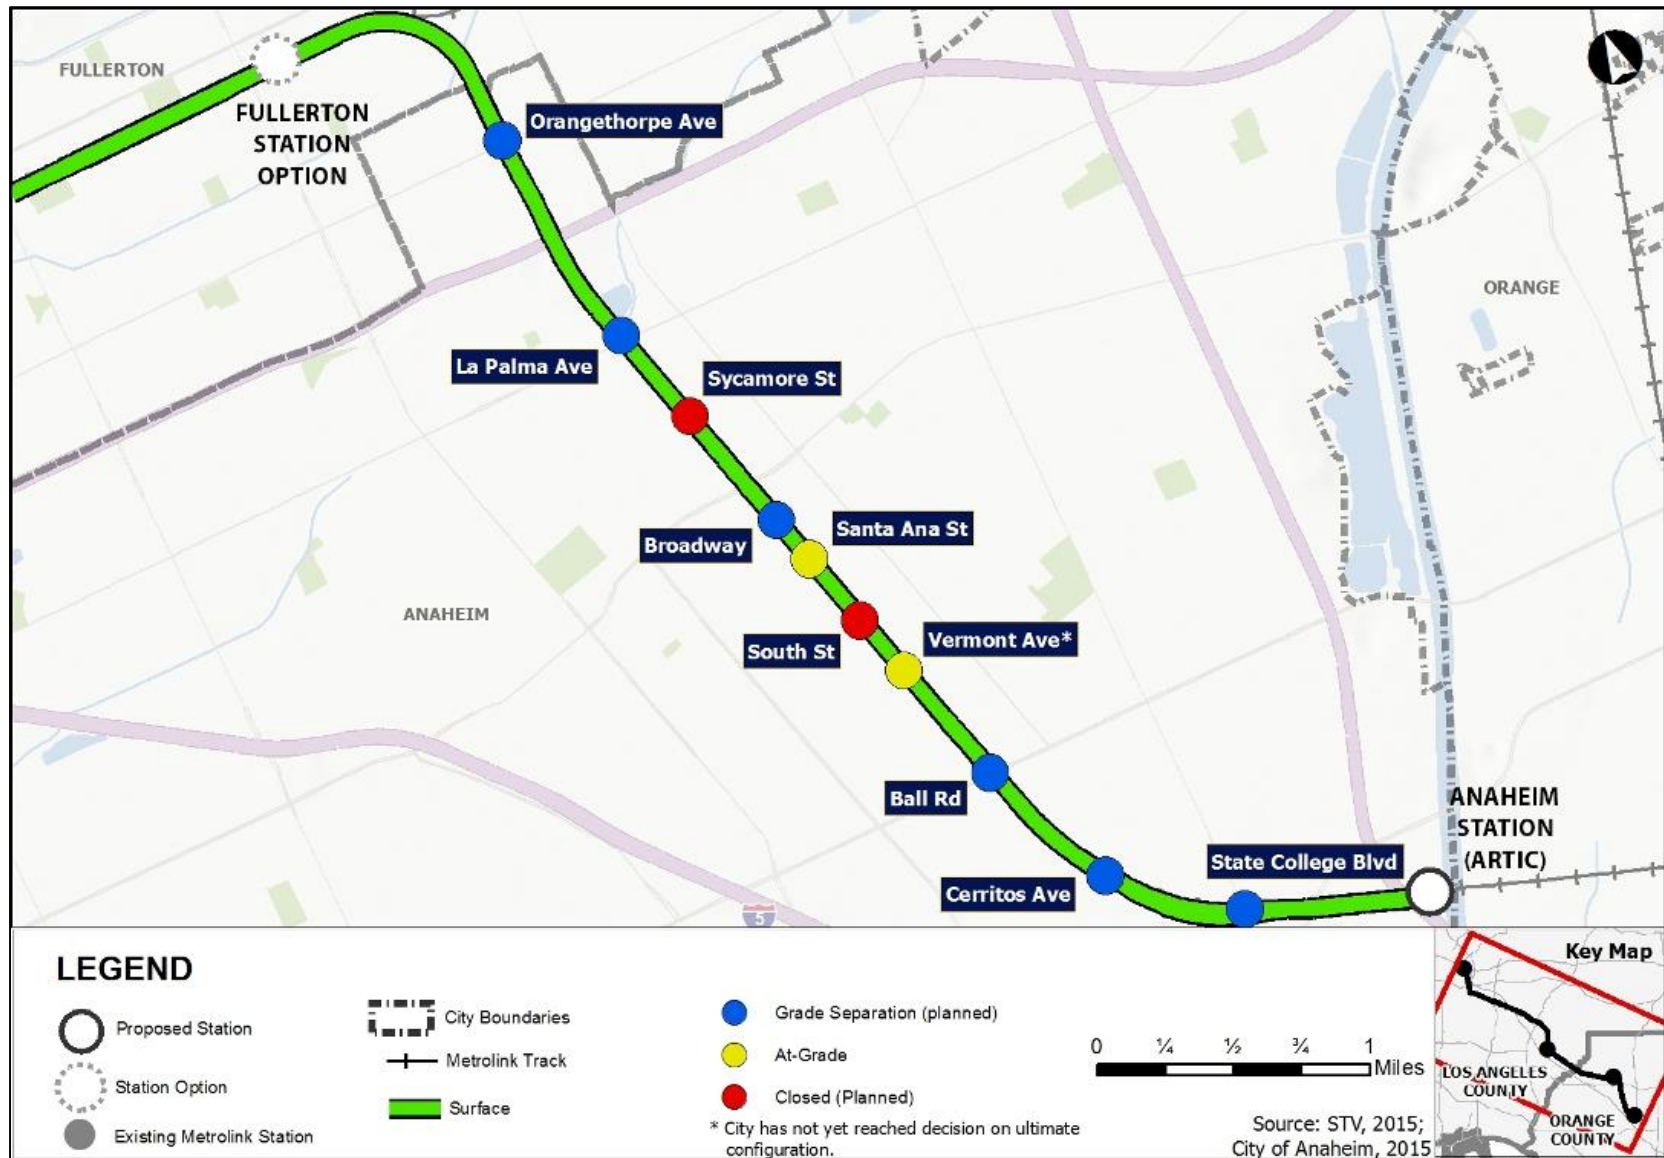 FULLERTON
FULLERTON
STATION
OPTION
Orangethorpe Ave
La Palma Ave
Sycamore St
ORANGE
Broadway
Santa Ana St
ANAHEIM
South St
Vermont Ave*
Ball Rd
ANAHEIM
STATION
(ARTIC)
State College Blvd
Cerritos Ave
5
LEGEND
Proposed Station
Station Option
Existing Metrolink Station
City Boundaries
Metrolink Track
Surface
Grade Separation (planned)
At-Grade
Closed (Planned)
* City has not yet reached decision on ultimate
configuration.
0 ¼ ½ ¾ 1
Miles
Source: STV, 2015;
City of Anaheim, 2015
Key Map
LOS ANGELES
COUNTY
ORANGE
COUNTY